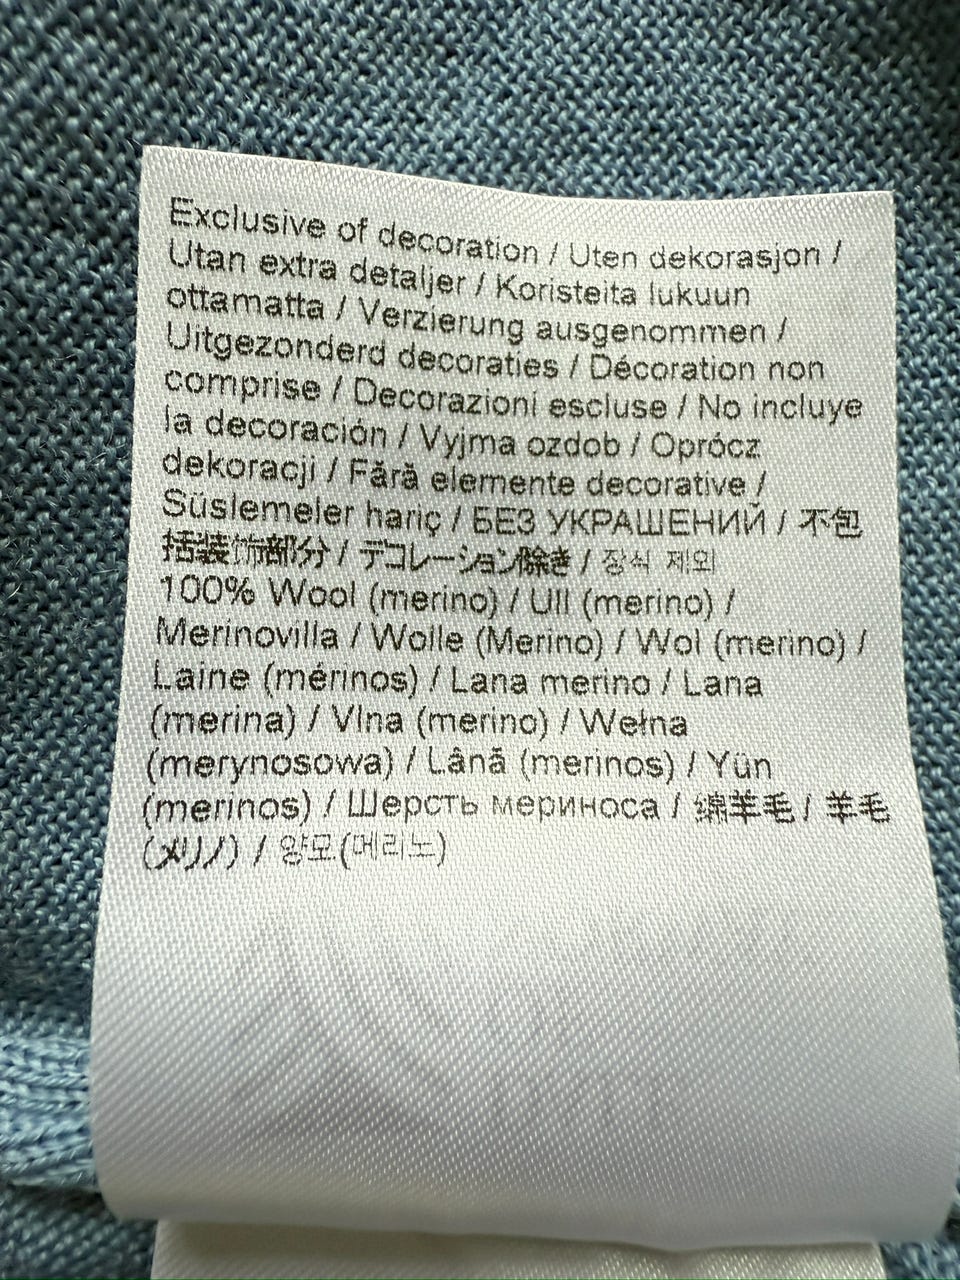 Exclusive of decoration / Uten dekorasjon /
Utan extra detaljer / Koristeita lukuun
ottamatta / Verzierung ausgenommen /
Uitgezonderd decoraties / Décoration non
comprise / Decorazioni escluse / No incluye
la decoración / Vyjma ozdob / Oprócz
dekoracji / Fără elemente decorative /
Süslemeler hariç / БЕЗ УКРАШЕНИЙ / 不包
括装饰部分 / デコレーション除き / 장식 제외
100% Wool (merino) / Ull (merino) /
Merinovilla / Wolle (Merino) / Wol (merino) /
Laine (mérinos) / Lana merino / Lana
(merina) / Vlna (merino) / Wełna
(merynosowa) / Lână (merinos) / Yün
(merinos) / Шерсть мериноса / 绵羊毛 / 羊毛
(メリノ) / 양모(메리노)